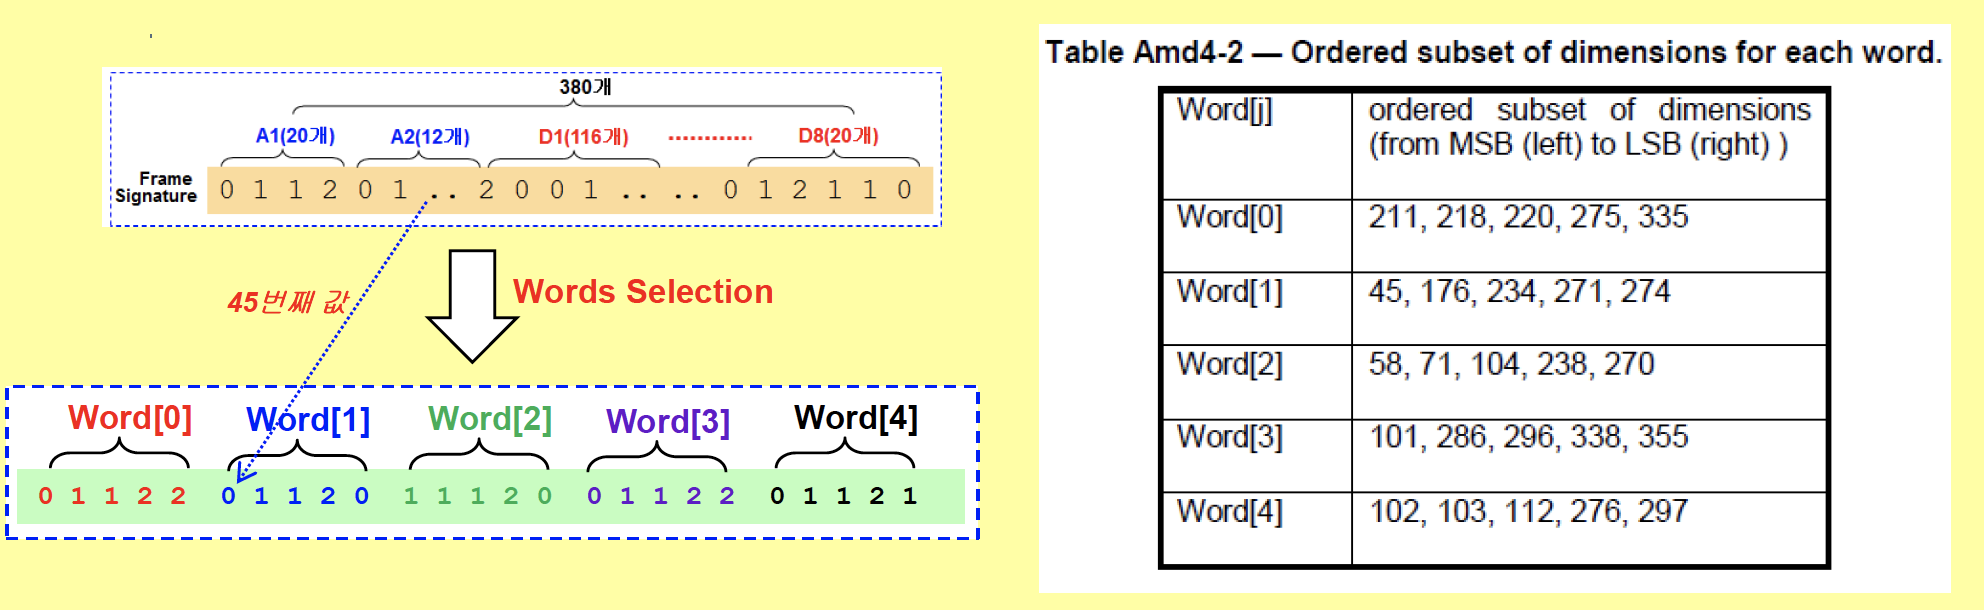 380개
A1(20개) A2(12개) D1(116개) ............. D8(20개)
Frame Signature 0 1 1 2 0 1 .. 2 0 0 1 .. .. 0 1 2 1 1 0
45번째 값
Words Selection
Word[0] Word[1] Word[2] Word[3] Word[4]
0 1 1 2 2 0 1 1 2 0 1 1 1 2 0 0 1 1 2 2 0 1 1 2 1
Table Amd4-2 — Ordered subset of dimensions for each word.
Word[j] ordered subset of dimensions
(from MSB (left) to LSB (right) )
Word[0] 211, 218, 220, 275, 335
Word[1] 45, 176, 234, 271, 274
Word[2] 58, 71, 104, 238, 270
Word[3] 101, 286, 296, 338, 355
Word[4] 102, 103, 112, 276, 297